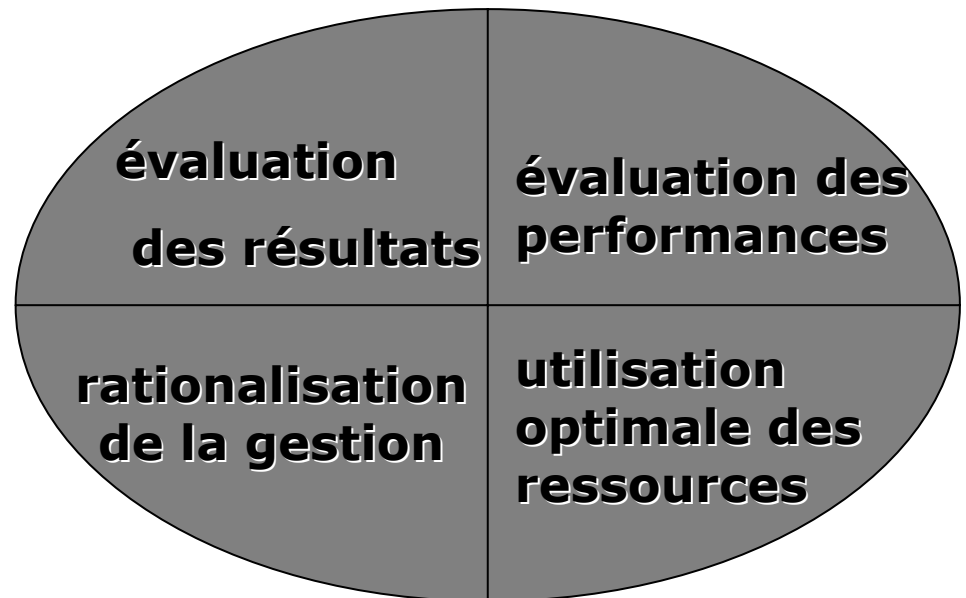 évaluation
des résultats
évaluation des
performances
rationalisation
de la gestion
utilisation
optimale des
ressources